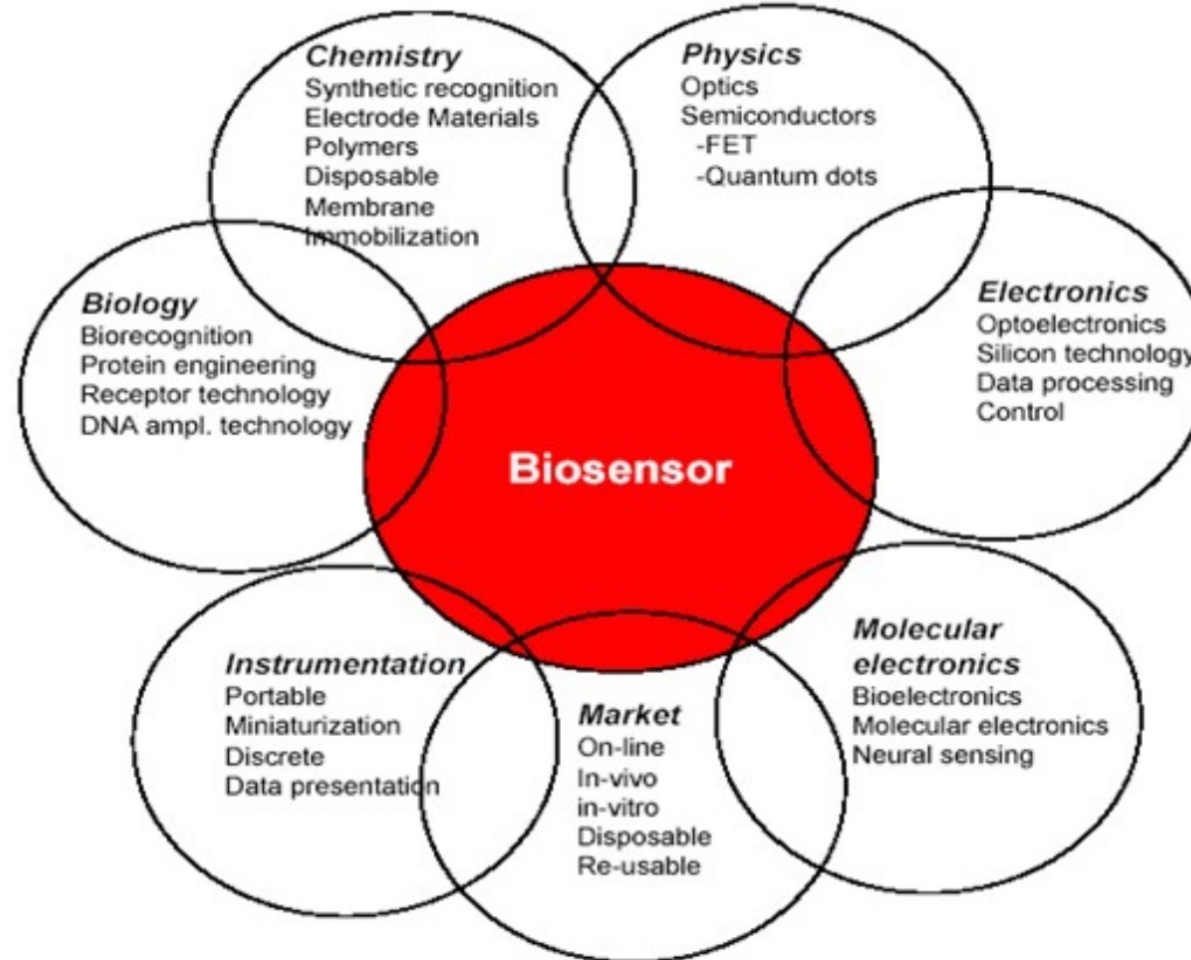 Chemistry
Synthetic recognition
Electrode Materials
Polymers
Disposable
Membrane
Immobilization
Physics
Optics
Semiconductors
-FET
-Quantum dots
Biology
Biorecognition
Protein engineering
Receptor technology
DNA ampl. technology
Electronics
Optoelectronics
Silicon technology
Data processing
Control
Biosensor
Instrumentation
Portable
Miniaturization
Discrete
Data presentation
Market
On-line
In-vivo
in-vitro
Disposable
Re-usable
Molecular
electronics
Bioelectronics
Molecular electronics
Neural sensing